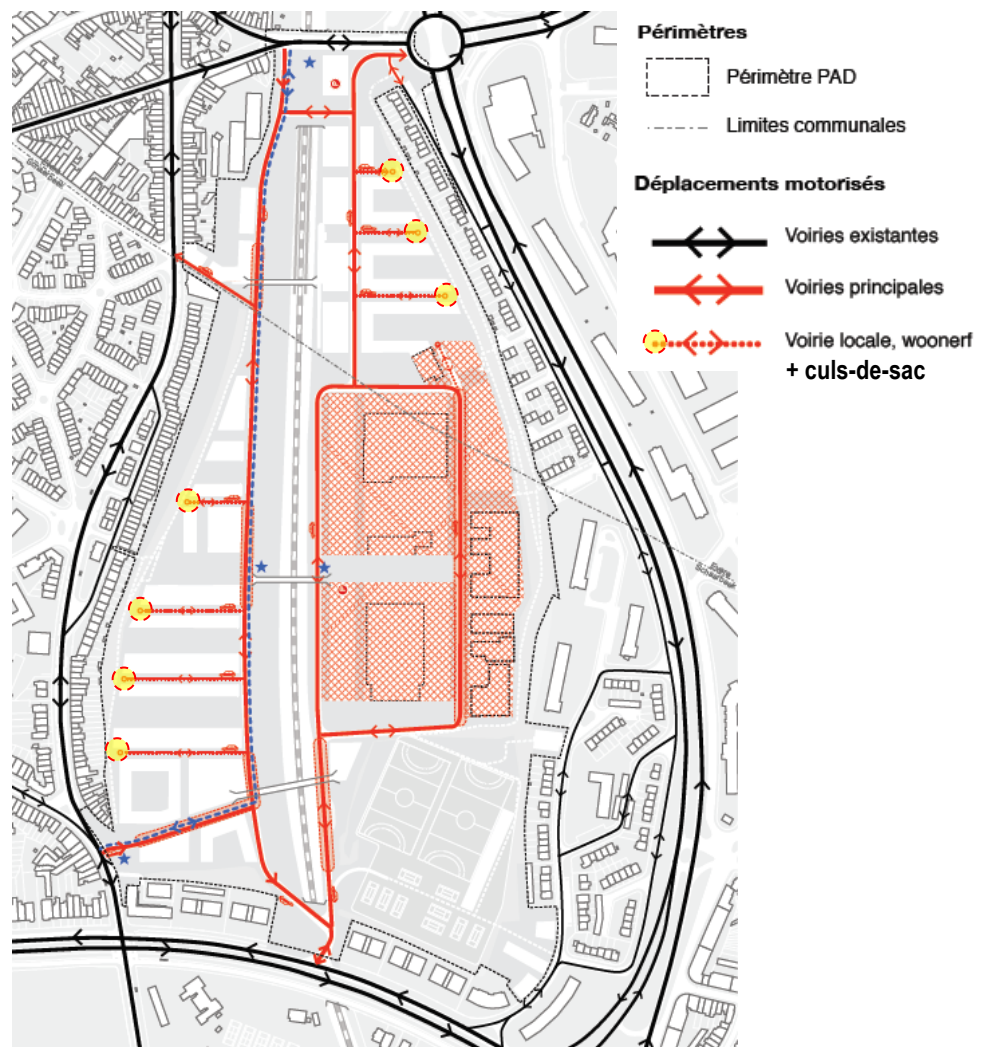 Périmètres
Périmètre PAD
Limites communales
Déplacements motorisés
Voiries existantes
Voiries principales
Voirie locale, woonerf
+ culs-de-sac